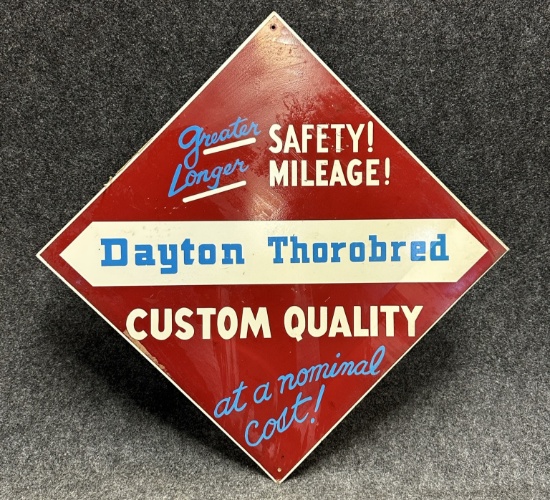 Greater SAFETY!
Longer MILEAGE!
Dayton Thorobred
CUSTOM QUALITY
at a nominal
cost!